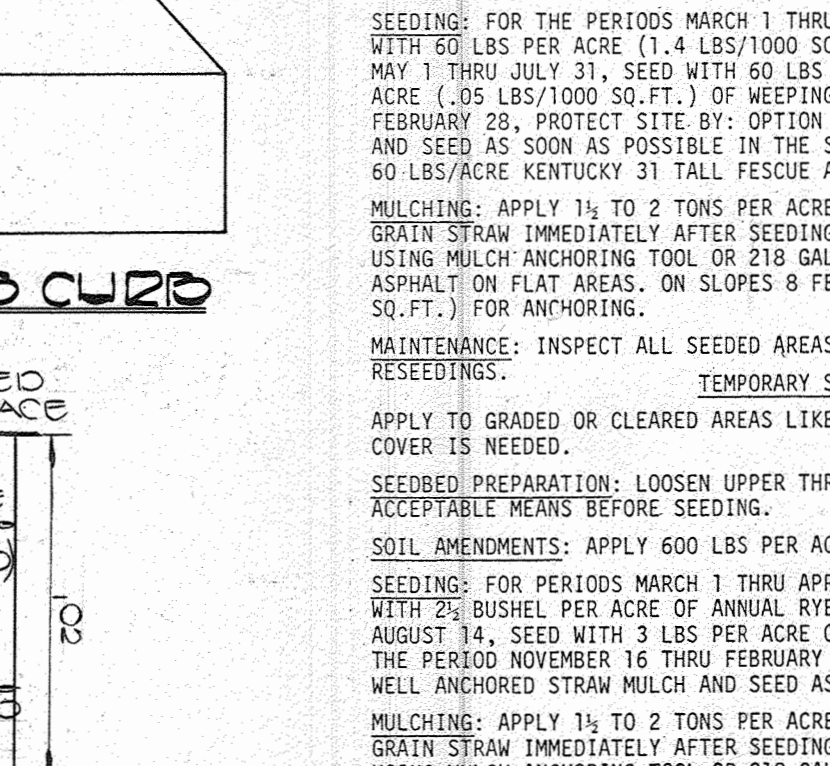 CURB
ACE
20'
SEEDING: FOR THE PERIODS MARCH 1 THRU
WITH 60 LBS PER ACRE (1.4 LBS/1000
MAY 1 THRU JULY 31, SEED WITH 60 LBS
ACRE (.05 LBS/1000 SQ.FT.) OF WEEPING
FEBRUARY 28, PROTECT SITE BY: OPTION
AND SEED AS SOON AS POSSIBLE IN THE
60 LBS/ACRE KENTUCKY 31 TALL FESCUE
MULCHING: APPLY 1½ TO 2 TONS PER ACRE
GRAIN STRAW IMMEDIATELY AFTER SEEDING
USING MULCH ANCHORING TOOL OR 218 GAL
ASPHALT ON FLAT AREAS. ON SLOPES 8
SQ.FT.) FOR ANCHORING.
MAINTENANCE: INSPECT ALL SEEDED AREAS
RESEEDINGS.
TEMPORARY
APPLY TO GRADED OR CLEARED AREAS LIKE
COVER IS NEEDED.
SEEDBED PREPARATION: LOOSEN UPPER
ACCEPTABLE MEANS BEFORE SEEDING.
SOIL AMENDMENTS: APPLY 600 LBS PER
SEEDING: FOR PERIODS MARCH 1 THRU
WITH 2½ BUSHEL PER ACRE OF ANNUAL
AUGUST 14, SEED WITH 3 LBS PER ACRE
THE PERIOD NOVEMBER 16 THRU FEBRUARY
WELL ANCHORED STRAW MULCH AND SEED AS
MULCHING: APPLY 1½ TO 2 TONS PER ACRE
GRAIN STRAW IMMEDIATELY AFTER SEEDING